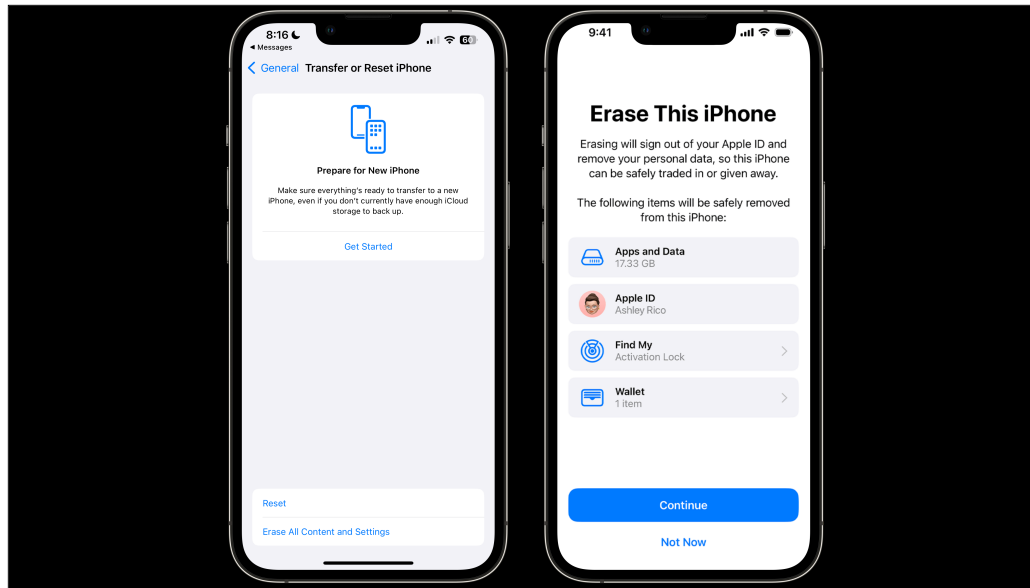 8:16
60
◀ Messages
General Transfer or Reset iPhone
Prepare for New iPhone
Make sure everything's ready to transfer to a new
iPhone, even if you don't currently have enough iCloud
storage to back up.
Get Started
Reset
Erase All Content and Settings
9:41
Erase This iPhone
Erasing will sign out of your Apple ID and
remove your personal data, so this iPhone
can be safely traded in or given away.
The following items will be safely removed
from this iPhone:
Apps and Data
17.33 GB
Apple ID
Ashley Rico
Find My
Activation Lock
Wallet
1 item
Continue
Not Now